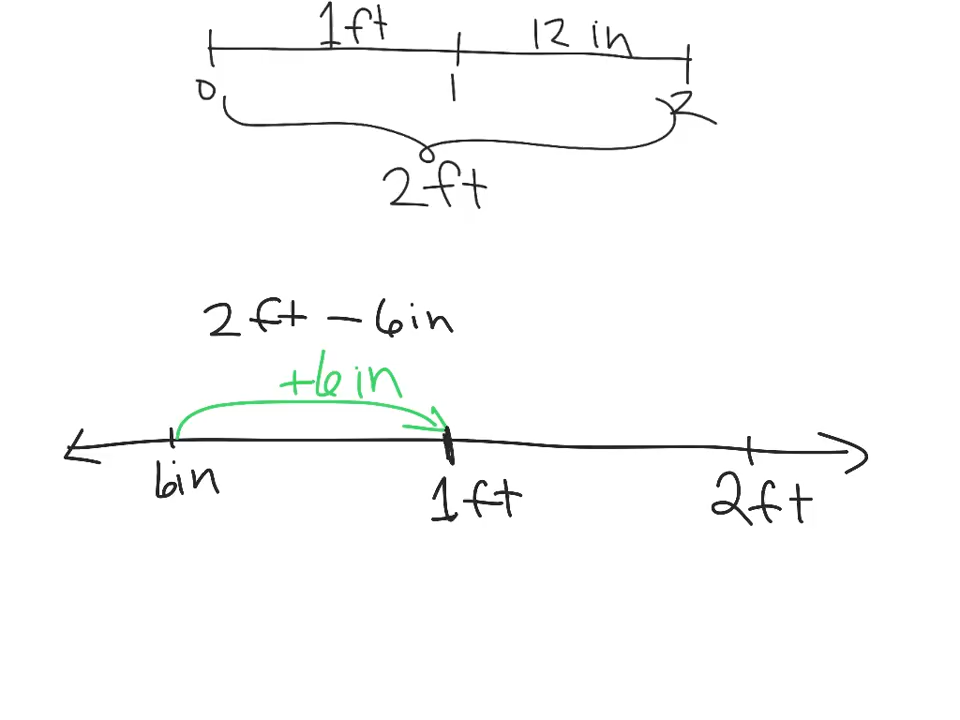 1ft 12 in
0 1 2
2ft
2ft - 6in
+6in
6in 1ft 2ft